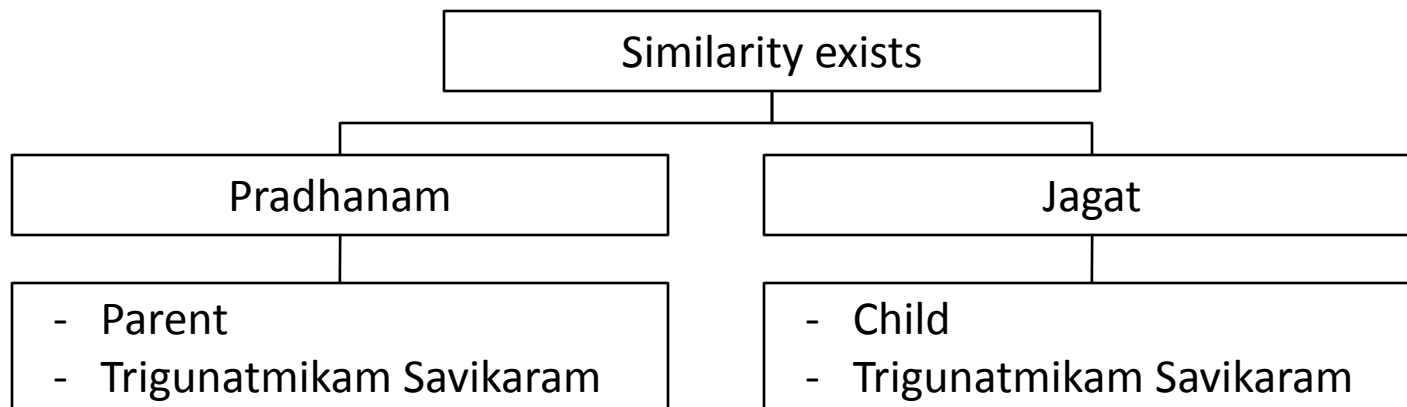 Similarity exists
Pradhanam
Jagat
- Parent
- Trigunatmikam Savikaram
- Child
- Trigunatmikam Savikaram